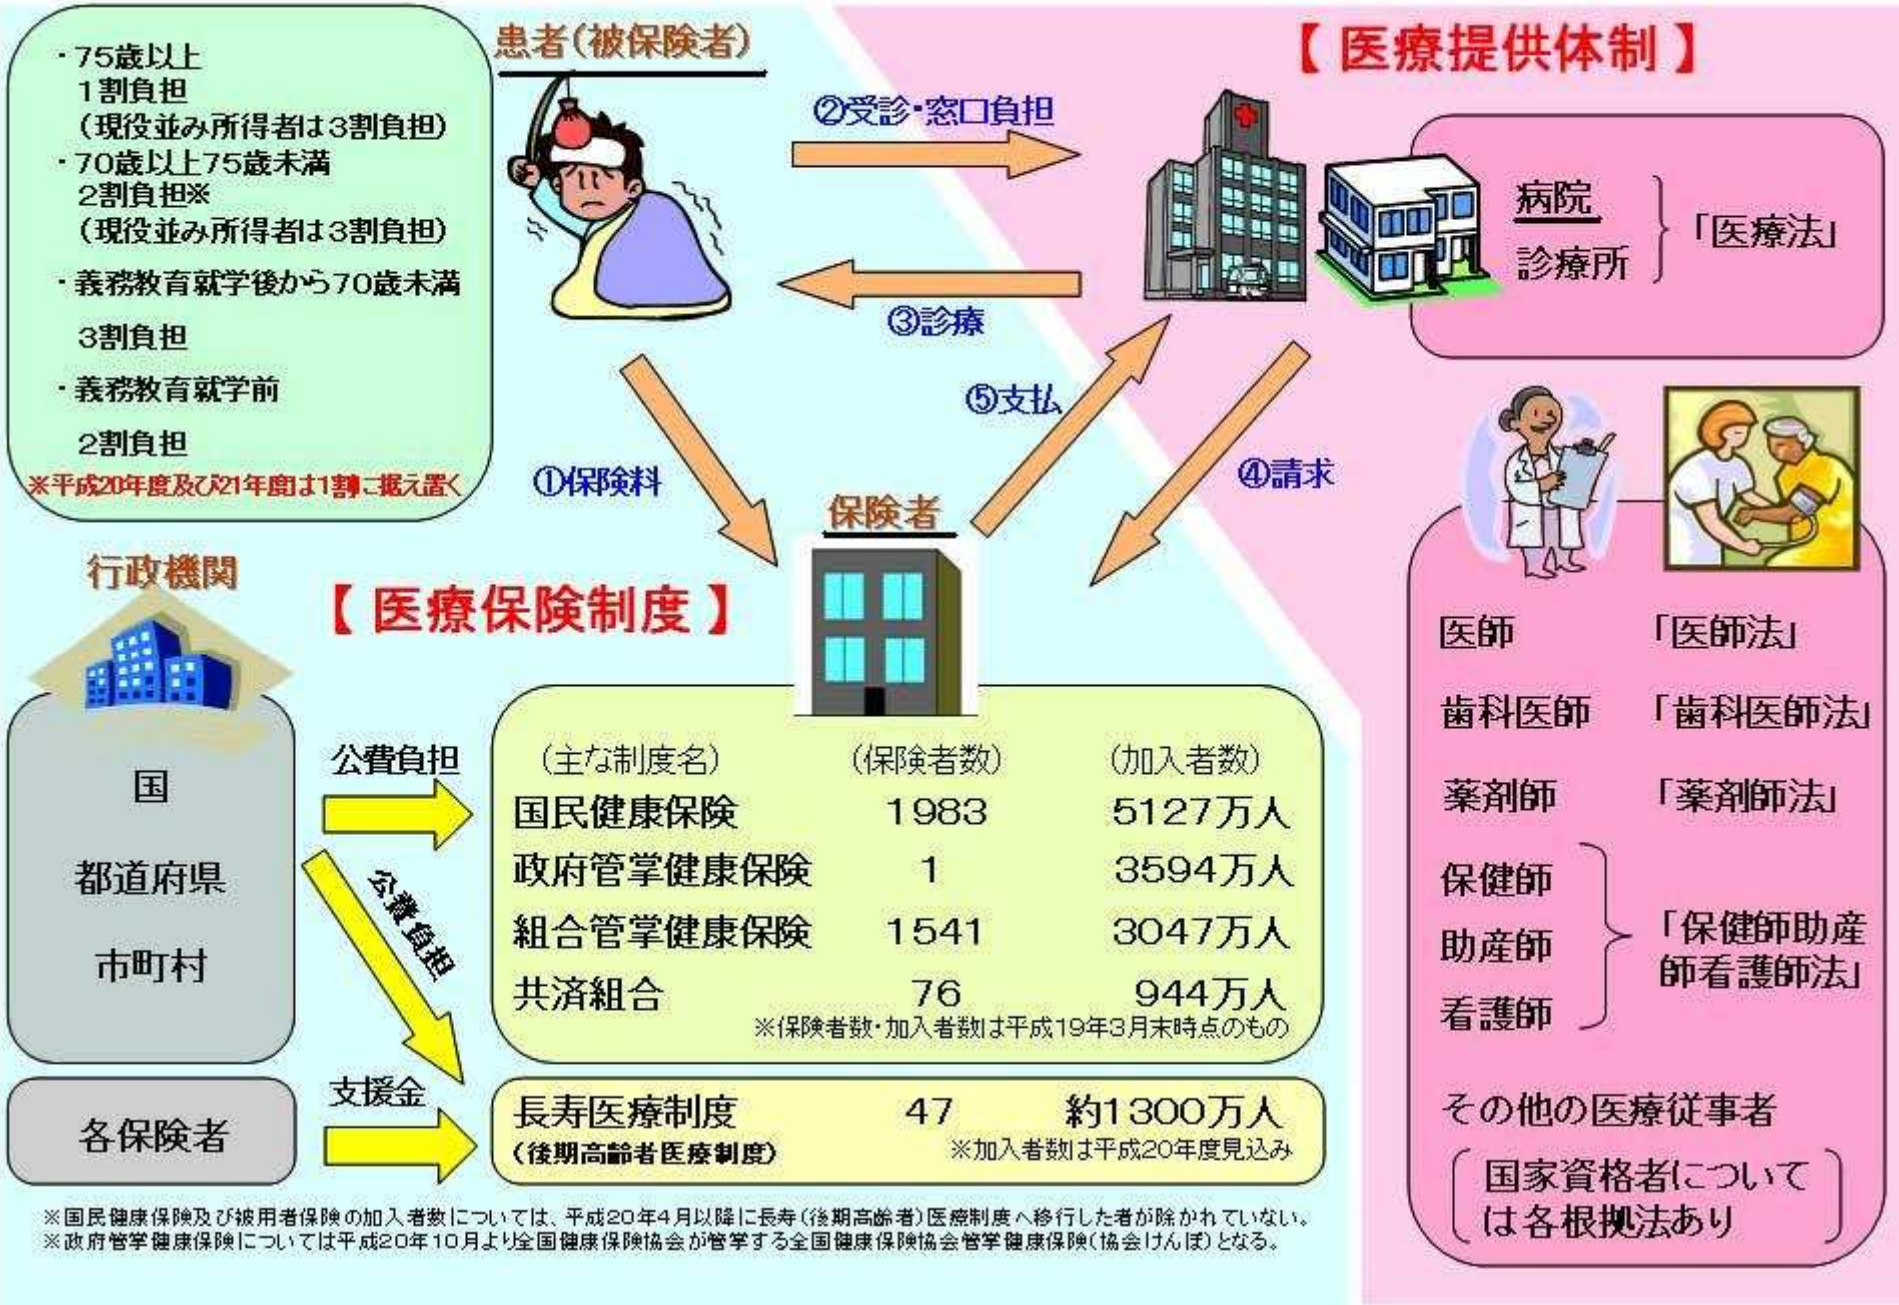 ・75歳以上
1割負担
(現役並み所得者は3割負担)
・70歳以上75歳未満
2割負担※
(現役並み所得者は3割負担)
・義務教育就学後から70歳未満
3割負担
・義務教育就学前
2割負担
※平成20年度及び21年度は1割に据え置く
患者(被保険者)
②受診・窓口負担
③診療
①保険料
⑤支払
④請求
【医療提供体制】
病院
診療所
「医療法」
保険者
行政機関
【医療保険制度】
国
都道府県
市町村
公費負担
公費負担
(主な制度名) (保険者数) (加入者数)
国民健康保険 1983 5127万人
政府管掌健康保険 1 3594万人
組合管掌健康保険 1541 3047万人
共済組合 76 944万人
※保険者数・加入者数は平成19年3月末時点のもの
各保険者
支援金
長寿医療制度 47 約1300万人
(後期高齢者医療制度) ※加入者数は平成20年度見込み
医師 「医師法」
歯科医師 「歯科医師法」
薬剤師 「薬剤師法」
保健師
助産師
看護師
「保健師助産
師看護師法」
その他の医療従事者
国家資格者について
は各根拠法あり
※国民健康保険及び被用者保険の加入者数については、平成20年4月以降に長寿(後期高齢者)医療制度へ移行した者が除かれていない。
※政府管掌健康保険については平成20年10月より全国健康保険協会が管掌する全国健康保険協会管掌健康保険(協会けんぽ)となる。